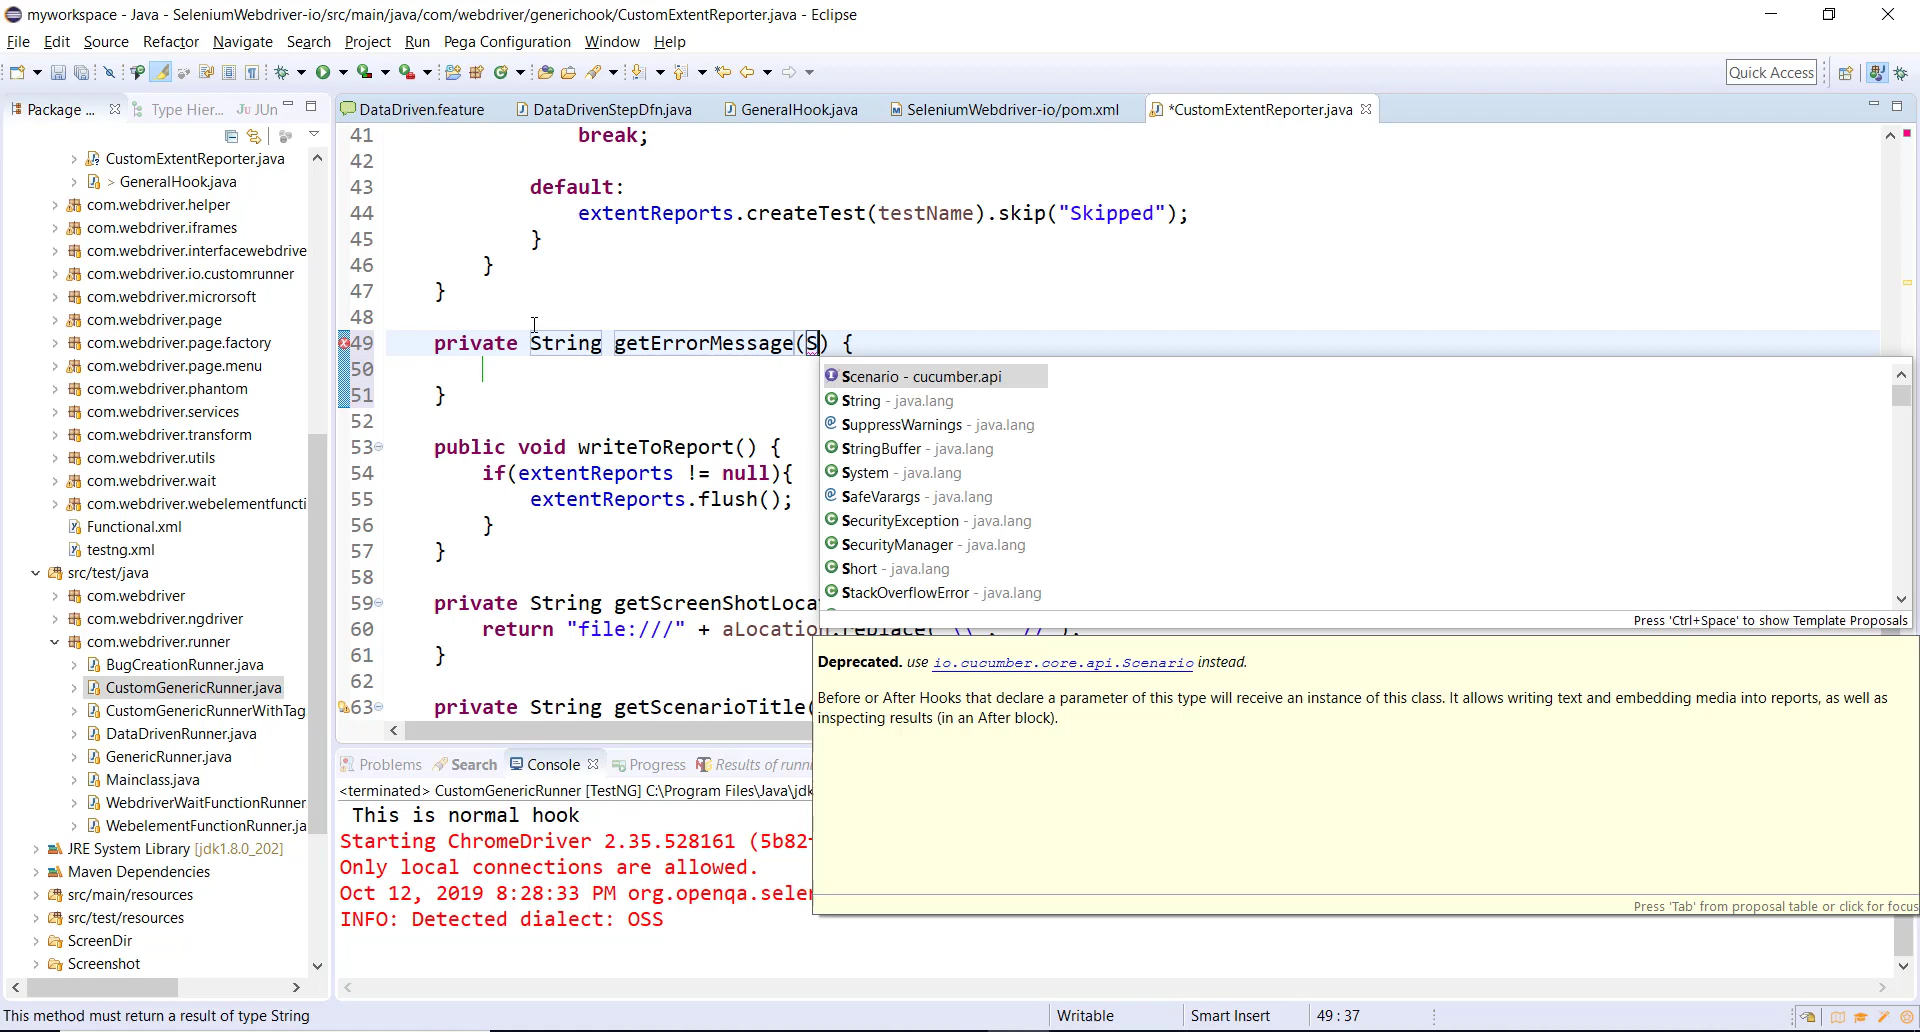 myworkspace - Java - SeleniumWebdriver-io/src/main/java/com/webdriver/generichook/CustomExtentReporter.java - Eclipse
File Edit Source Refactor Navigate Search Project Run Pega Configuration Window Help
Quick Access
Package ... Type Hier... JUn
DataDriven.feature DataDrivenStepDfn.java GeneralHook.java SeleniumWebdriver-io/pom.xml *CustomExtentReporter.java
CustomExtentReporter.java
> GeneralHook.java
com.webdriver.helper
com.webdriver.iframes
com.webdriver.interfacewebdrive
com.webdriver.io.customrunner
com.webdriver.microrsoft
com.webdriver.page
com.webdriver.page.factory
com.webdriver.page.menu
com.webdriver.phantom
com.webdriver.services
com.webdriver.transform
com.webdriver.utils
com.webdriver.wait
com.webdriver.webelementfuncti
Functional.xml
testng.xml
src/test/java
com.webdriver
com.webdriver.ngdriver
com.webdriver.runner
BugCreationRunner.java
CustomGenericRunner.java
CustomGenericRunnerWithTag
DataDrivenRunner.java
GenericRunner.java
Mainclass.java
WebdriverWaitFunctionRunner
WebelementFunctionRunner.ja
JRE System Library [jdk1.8.0_202]
Maven Dependencies
src/main/resources
src/test/resources
ScreenDir
Screenshot
41 break;
42
43 default:
44 extentReports.createTest(testName).skip("Skipped");
45 }
46 }
47 }
48
49 private String getErrorMessage(S) {
50
51 }
52
53 public void writeToReport() {
54 if(extentReports != null){
55 extentReports.flush();
56 }
57 }
58
59 private String getScreenShotLoca
60 return "file:///" + aLocation.replace(
61 }
62
63 private String getScenarioTitle(
Scenario - cucumber.api
String - java.lang
SuppressWarnings - java.lang
StringBuffer - java.lang
System - java.lang
SafeVarargs - java.lang
SecurityException - java.lang
SecurityManager - java.lang
Short - java.lang
StackOverflowError - java.lang
Press 'Ctrl+Space' to show Template Proposals
Deprecated. use io.cucumber.core.api.Scenario instead.
Before or After Hooks that declare a parameter of this type will receive an instance of this class. It allows writing text and embedding media into reports, as well as
inspecting results (in an After block).
Press 'Tab' from proposal table or click for focus
Problems Search Console Progress Results of runn
<terminated> CustomGenericRunner [TestNG] C:\Program Files\Java\jdk
This is normal hook
Starting ChromeDriver 2.35.528161 (5b82
Only local connections are allowed.
Oct 12, 2019 8:28:33 PM org.openqa.sele
INFO: Detected dialect: OSS
This method must return a result of type String Writable Smart Insert 49 : 37